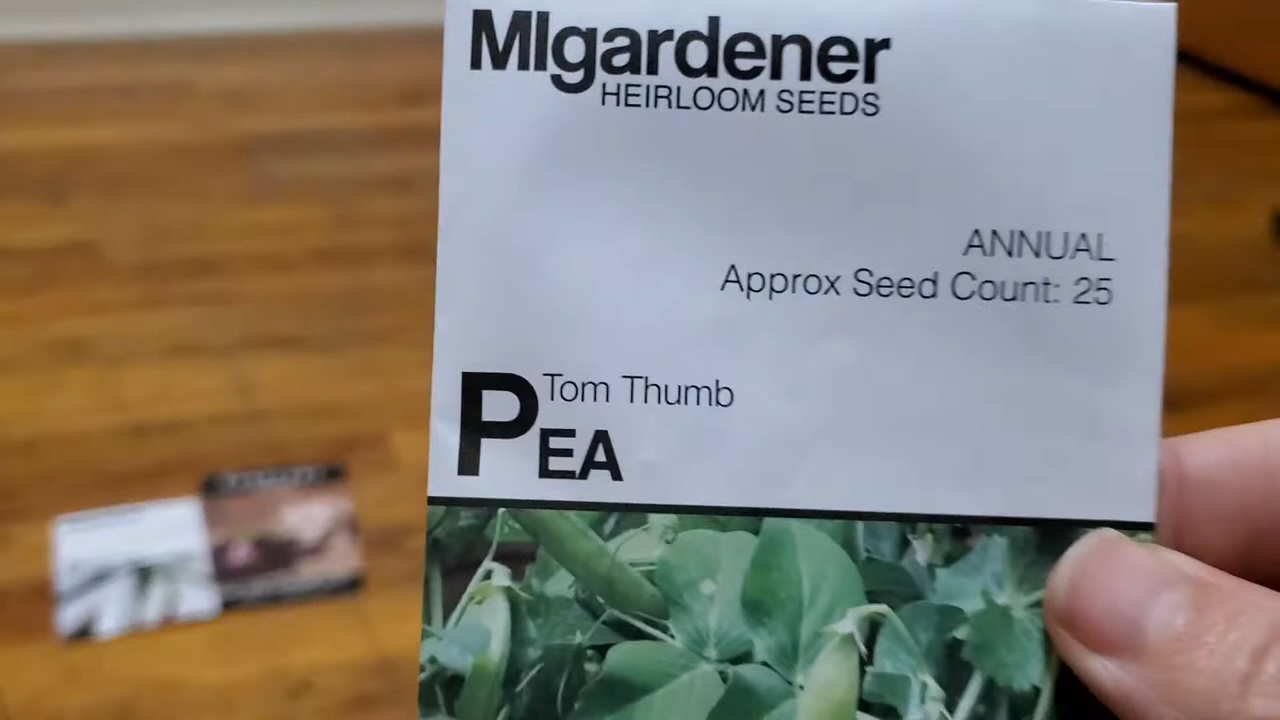 MIgardener
HEIRLOOM SEEDS
ANNUAL
Approx Seed Count: 25
Tom Thumb
PEA